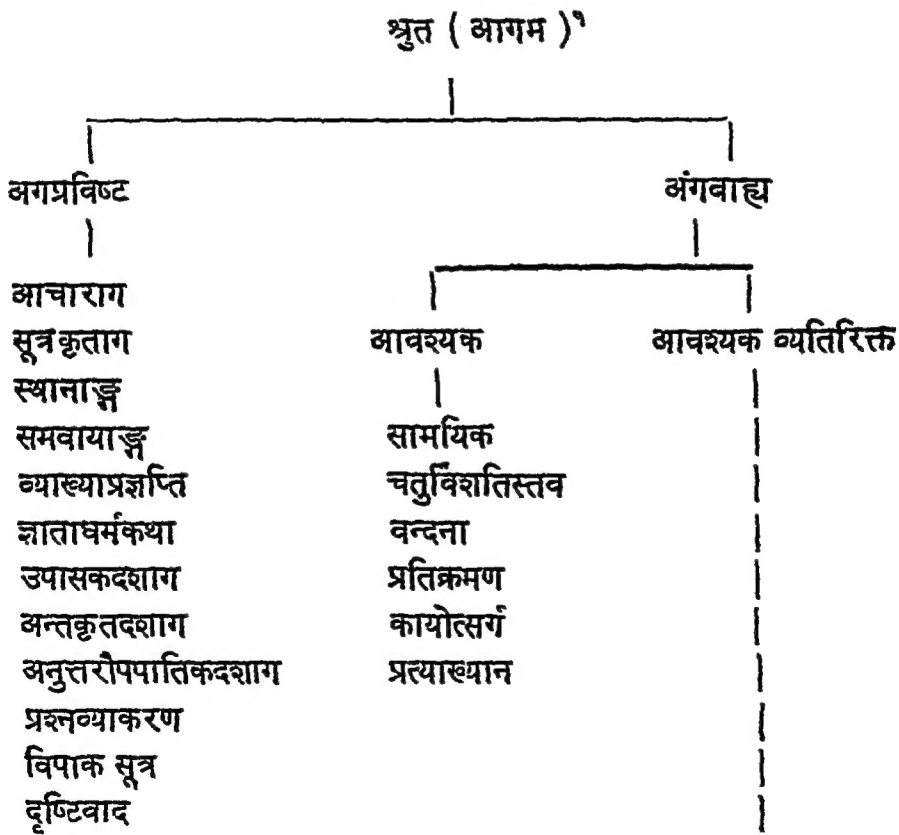 श्रुत ( आगम )१
अगप्रविष्ट
अंगवाह्य
आचाराग
सूत्रकृताग
स्थानाङ्ग
समवायाङ्ग
व्याख्याप्रज्ञप्ति
ज्ञाताधर्मकथा
उपासकदशाग
अन्तकृतदशाग
अनुत्तरौपपातिकदशाग
प्रश्नव्याकरण
विपाक सूत्र
दृष्टिवाद
आवश्यक
सामयिक
चतुर्विशतिस्तव
वन्दना
प्रतिक्रमण
कायोत्सर्ग
प्रत्याख्यान
आवश्यक व्यतिरिक्त